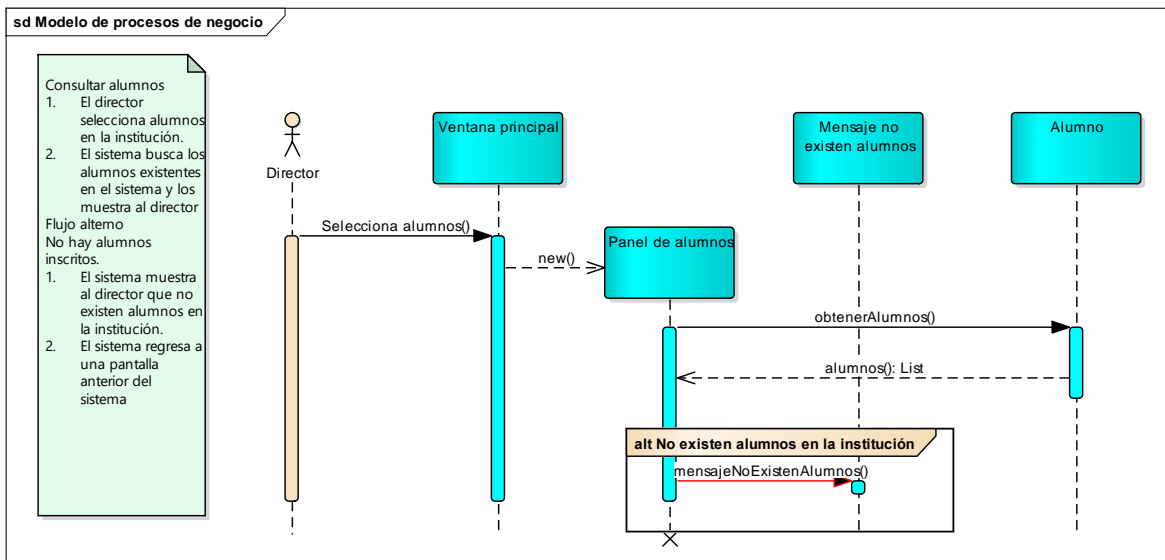 sd Modelo de procesos de negocio
Consultar alumnos
1. El director
selecciona alumnos
en la institución.
2. El sistema busca los
alumnos existentes
en el sistema y los
muestra al director
Flujo alterno
No hay alumnos
inscritos.
1. El sistema muestra
al director que no
existen alumnos en
la institución.
2. El sistema regresa a
una pantalla
anterior del
sistema
Director
Ventana principal
Mensaje no
existen alumnos
Alumno
Selecciona alumnos()
Panel de alumnos
new()
obtenerAlumnos()
alumnos(): List
alt No existen alumnos en la institución
mensajeNoExistenAlumnos()